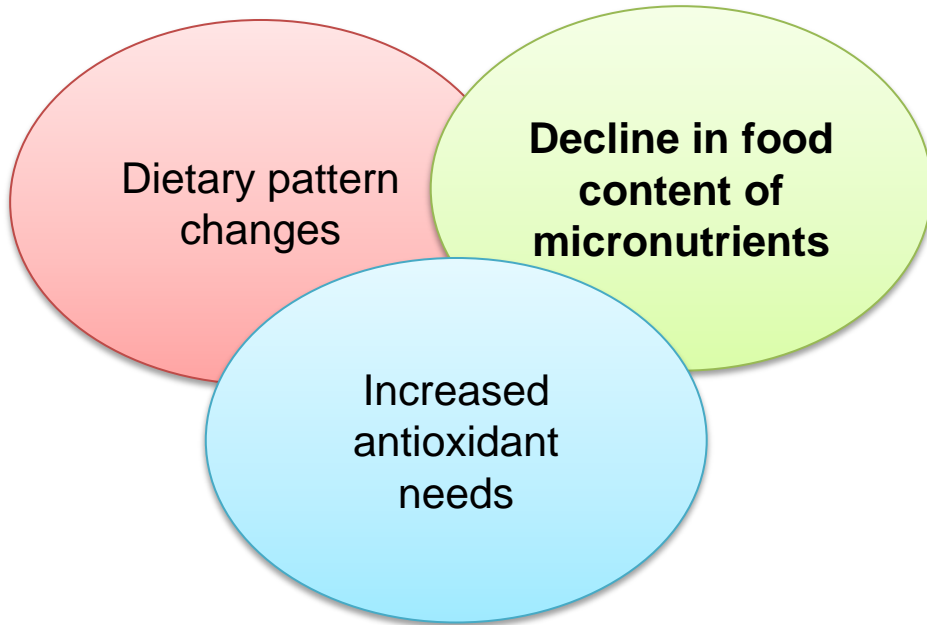 Dietary pattern
changes
Decline in food
content of
micronutrients
Increased
antioxidant
needs